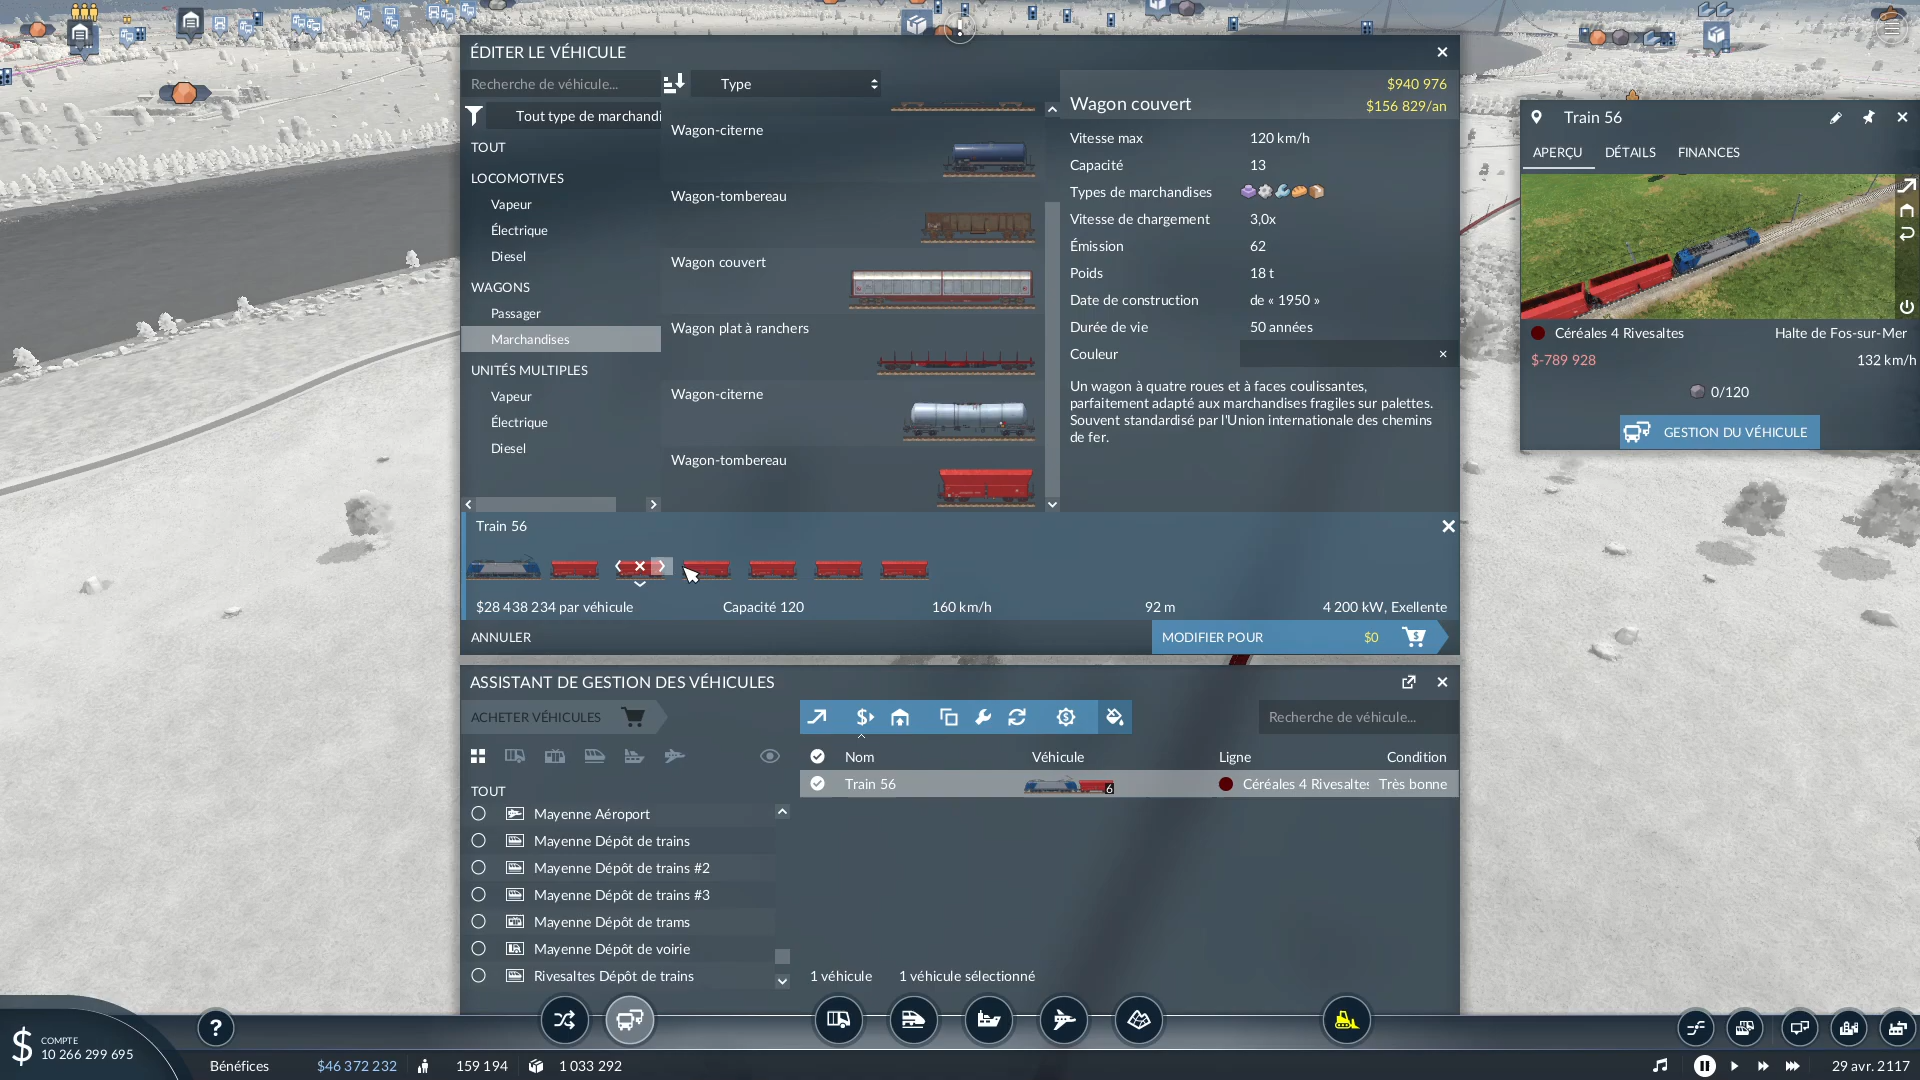 ÉDITER LE VÉHICULE
Recherche de véhicule...
Type
Tout type de marchandi
TOUT
LOCOMOTIVES
Vapeur
Électrique
Diesel
WAGONS
Passager
Marchandises
UNITÉS MULTIPLES
Vapeur
Électrique
Diesel
Wagon-citerne
Wagon-tombereau
Wagon couvert
Wagon plat à ranchers
Wagon-citerne
Wagon-tombereau
$940 976
Wagon couvert
$156 829/an
Vitesse max 120 km/h
Capacité 13
Types de marchandises
Vitesse de chargement 3,0x
Émission 62
Poids 18 t
Date de construction de « 1950 »
Durée de vie 50 années
Couleur
Un wagon à quatre roues et à faces coulissantes,
parfaitement adapté aux marchandises fragiles sur palettes.
Souvent standardisé par l'Union internationale des chemins
de fer.
Train 56
$28 438 234 par véhicule Capacité 120 160 km/h 92 m 4 200 kW, Exellente
ANNULER
MODIFIER POUR $0
Train 56
APERÇU DÉTAILS FINANCES
Céréales 4 Rivesaltes Halte de Fos-sur-Mer
$-789 928 132 km/h
0/120
GESTION DU VÉHICULE
ASSISTANT DE GESTION DES VÉHICULES
ACHETER VÉHICULES
Recherche de véhicule...
TOUT
Mayenne Aéroport
Mayenne Dépôt de trains
Mayenne Dépôt de trains #2
Mayenne Dépôt de trains #3
Mayenne Dépôt de trams
Mayenne Dépôt de voirie
Rivesaltes Dépôt de trains
Nom Véhicule Ligne Condition
Train 56 6 Céréales 4 Rivesaltes Très bonne
1 véhicule 1 véhicule sélectionné
COMPTE
$ 10 266 299 695
?
Bénéfices $46 372 232 159 194 1 033 292
29 avr. 2117